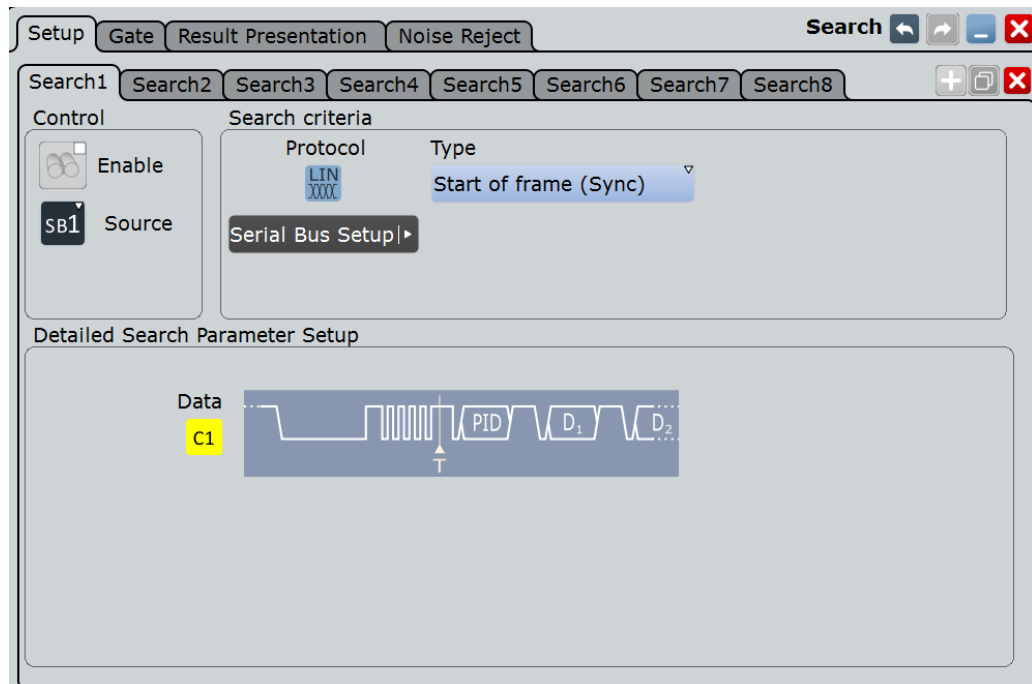 Setup Gate Result Presentation Noise Reject Search
Search1 Search2 Search3 Search4 Search5 Search6 Search7 Search8
Control Search criteria
Protocol Type
Enable LIN Start of frame (Sync)
SB1 Source Serial Bus Setup
Detailed Search Parameter Setup
Data
C1 PID D₁ D₂
T